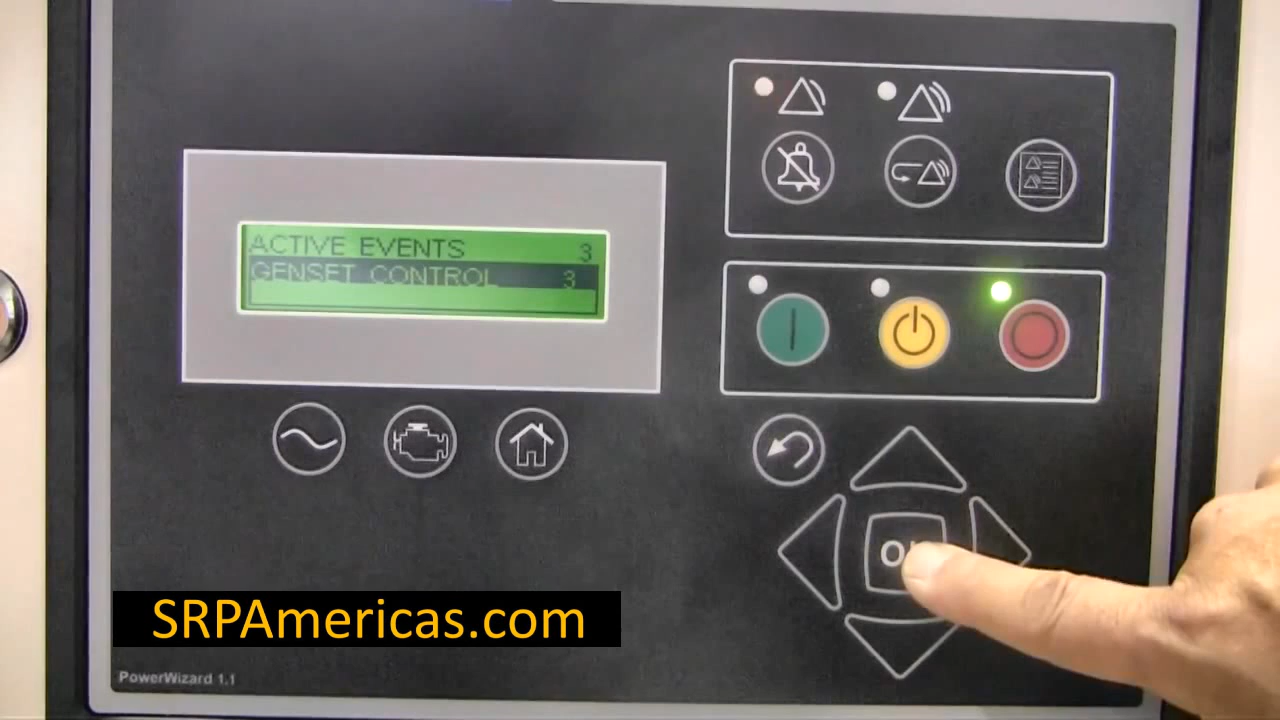 ACTIVE EVENTS 3
GENSET CONTROL 3
SRPAmericas.com
PowerWizard 1.1